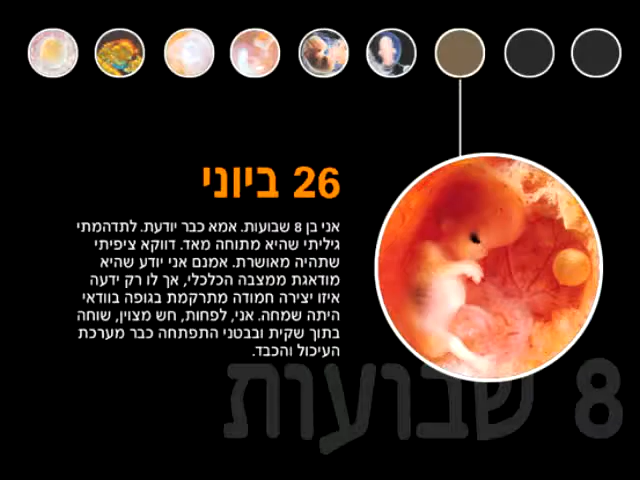 26 ביוני
אני בן 8 שבועות. אמא כבר יודעת. לתדהמתי
גיליתי שהיא מתוחה מאד. דווקא ציפיתי
שתהיה מאושרת. אמנם אני יודע שהיא
מודאגת ממצבה הכלכלי, אך לו רק ידעה
איזו יצירה חמודה מתרקמת בגופה בוודאי
היתה שמחה. אני, לפחות, חש מצוין, שוחה
בתוך שקית ובבטני התפתחה כבר מערכת
העיכול והכבד.
8 שבועות